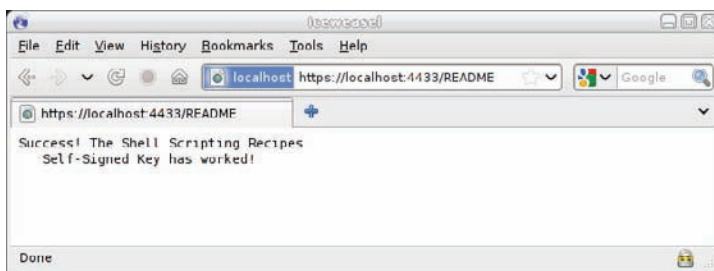 Iceweasel
File Edit View History Bookmarks Tools Help
localhost https://localhost:4433/README Google
https://localhost:4433/README
Success! The Shell Scripting Recipes
Self-Signed Key has worked!
Done